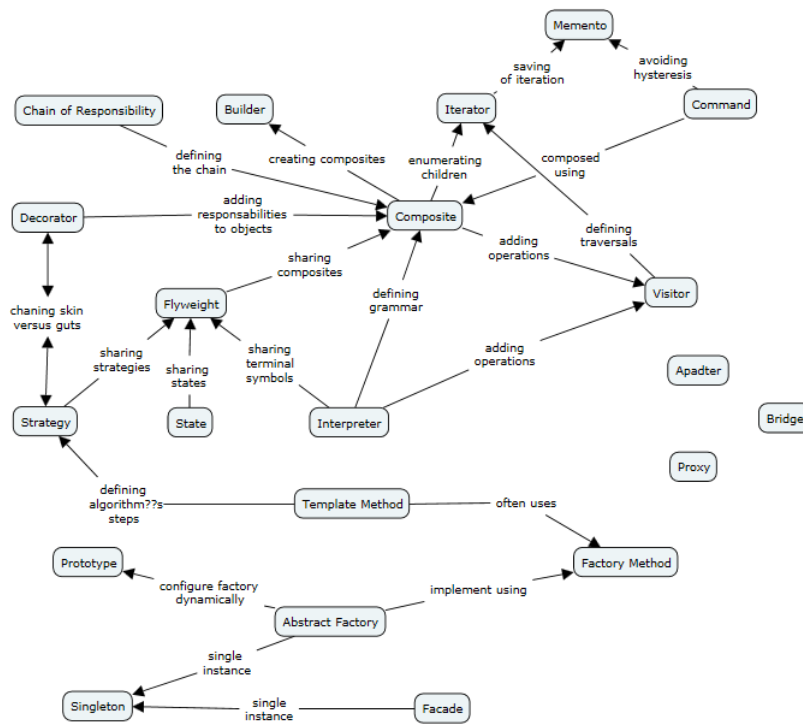 Memento
saving
of iteration
avoiding
hysteresis
Chain of Responsibility
Builder
Iterator
Command
defining
the chain
creating composites
enumerating
children
composed
using
adding
responsabilities
to objects
Decorator
Composite
defining
traversals
adding
operations
sharing
composites
Visitor
chaning skin
versus guts
Flyweight
defining
grammar
sharing
strategies
sharing
states
sharing
terminal
symbols
adding
operations
Apadter
Strategy
State
Interpreter
Bridge
Proxy
defining
algorithm??s
steps
Template Method
often uses
Prototype
configure factory
dynamically
implement using
Factory Method
Abstract Factory
single
instance
Singleton
single
instance
Facade